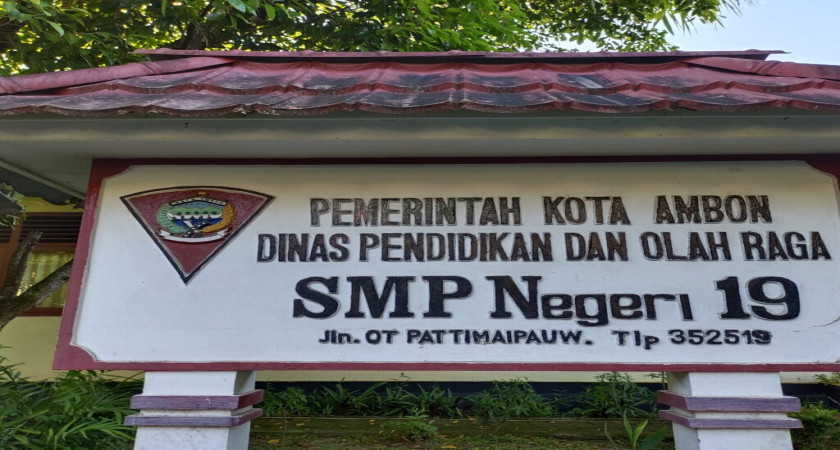 PEMERINTAH KOTA AMBON
DINAS PENDIDIKAN DAN OLAH RAGA
SMP Negeri 19
Jln. OT PATTIMAIPAUW. Tlp 352519